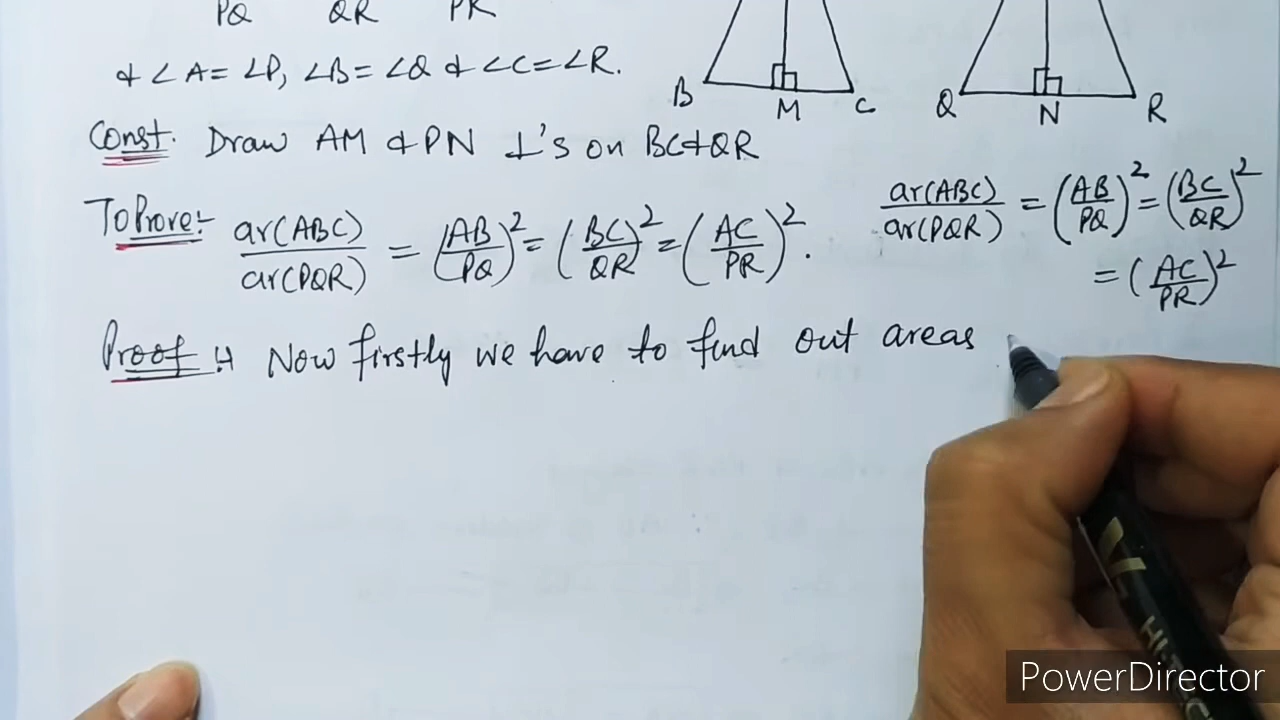 PQ QR PR
& ∠A = ∠P, ∠B = ∠Q & ∠C = ∠R.
B M C
Q N R
Const. Draw AM & PN ⊥'s on BC & QR
To Prove:- ar(ABC)/ar(PQR) = (AB/PQ)² = (BC/QR)² = (AC/PR)².
ar(ABC)/ar(PQR) = (AB/PQ)² = (BC/QR)²
= (AC/PR)²
Proof :- Now firstly we have to find out areas
HI-TEC
PowerDirector